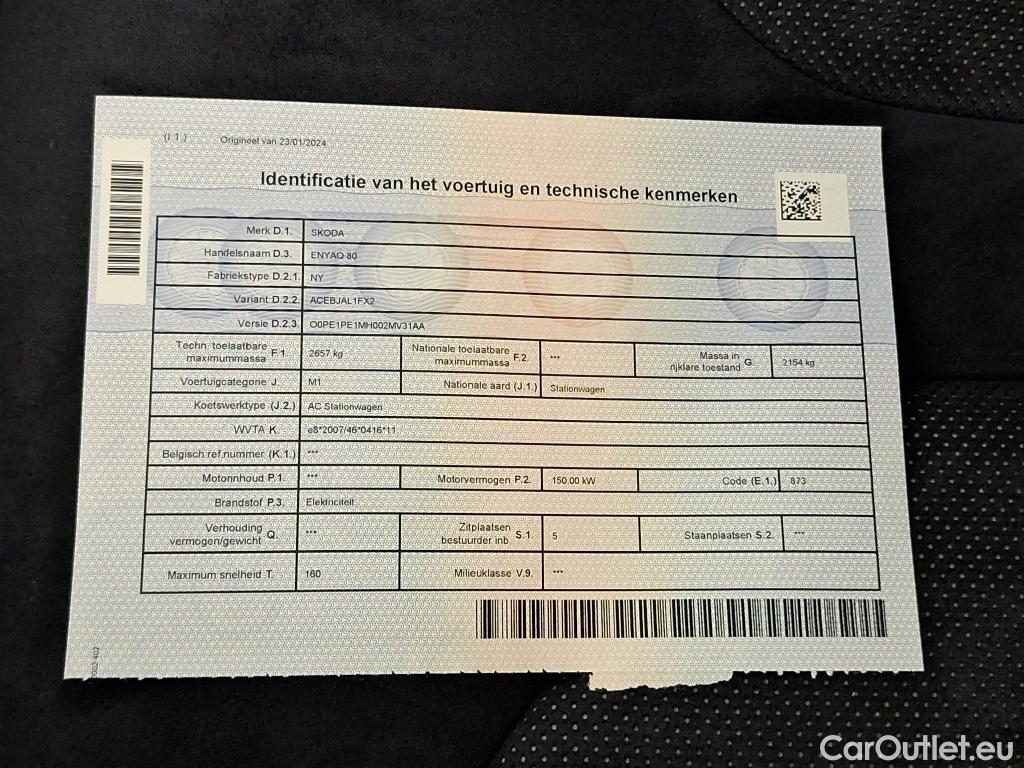 (I 1.) Origineel van 23/01/2024
Identificatie van het voertuig en technische kenmerken
Merk D.1. SKODA
Handelsnaam D.3. ENYAQ 80
Fabriekstype D.2.1. NY
Variant D.2.2. ACEBJAL1FX2
Versie D.2.3. O0PE1PE1MH002MV31AA
Techn. toelaatbare maximummassa F.1. 2657 kg Nationale toelaatbare maximummassa F.2. *** Massa in rijklare toestand G. 2154 kg
Voertuigcategorie J. M1 Nationale aard (J.1.) Stationwagen
Koetswerktype (J.2.) AC Stationwagen
WVTA K. e8*2007/46*0416*11
Belgisch ref.nummer (K.1.) ***
Motorinhoud P.1. *** Motorvermogen P.2. 150.00 kW Code (E.1.) 873
Brandstof P.3. Elektriciteit
Verhouding vermogen/gewicht Q. *** Zitplaatsen bestuurder inb. S.1. 5 Staanplaatsen S.2. ***
Maximum snelheid T. 160 Milieuklasse V.9. ***
CarOutlet.eu